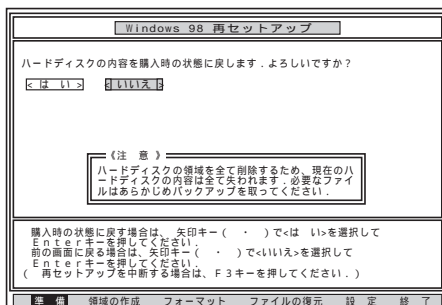 Windows 98 再セットアップ
ハードディスクの内容を購入時の状態に戻します．よろしいですか？
< は い > < いいえ >
《注 意 》
ハードディスクの領域を全て削除するため、現在のハ
ードディスクの内容は全て失われます．必要なファイ
ルはあらかじめバックアップを取ってください．
購入時の状態に戻す場合は、 矢印キー( ・ )で<は い>を選択して
Ｅｎｔｅｒキーを押してください．
前の画面に戻る場合は、矢印キー( ・ )で<いいえ>を選択して
Ｅｎｔｅｒキーを押してください．
( 再セットアップを中断する場合は、Ｆ３キーを押してください．)
準 備 領域の作成 フォーマット ファイルの復元 設 定 終 了